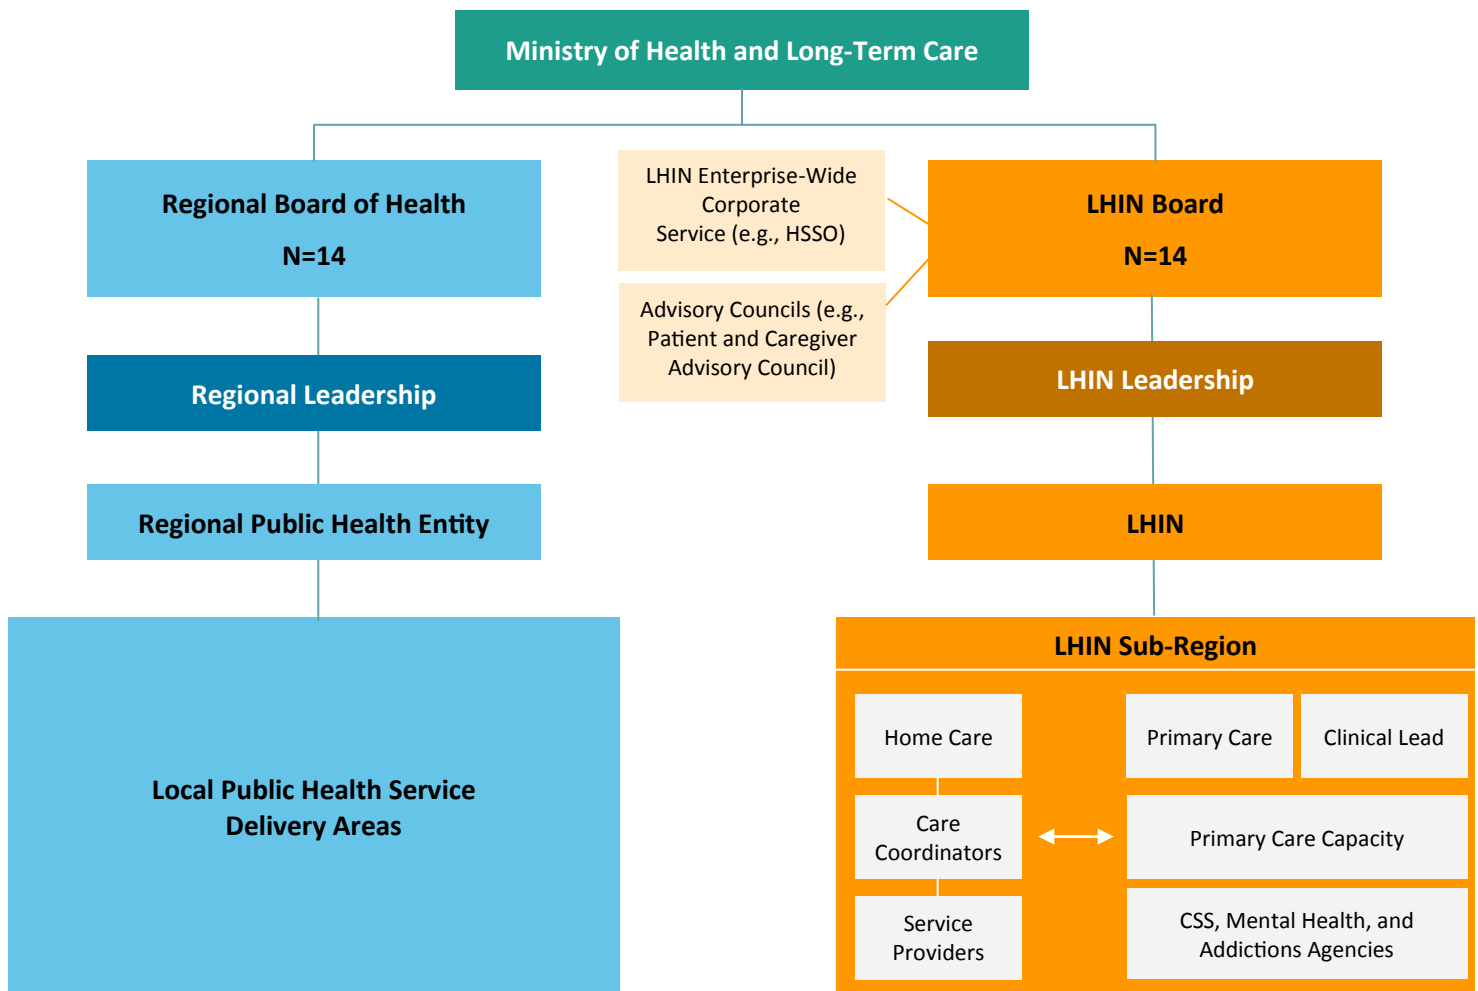 Ministry of Health and Long-Term Care
Regional Board of Health
N=14
LHIN Enterprise-Wide
Corporate
Service (e.g., HSSO)
Advisory Councils (e.g.,
Patient and Caregiver
Advisory Council)
LHIN Board
N=14
Regional Leadership
LHIN Leadership
Regional Public Health Entity
LHIN
Local Public Health Service
Delivery Areas
LHIN Sub-Region
Home Care
Primary Care
Clinical Lead
Care
Coordinators
Primary Care Capacity
Service
Providers
CSS, Mental Health, and
Addictions Agencies